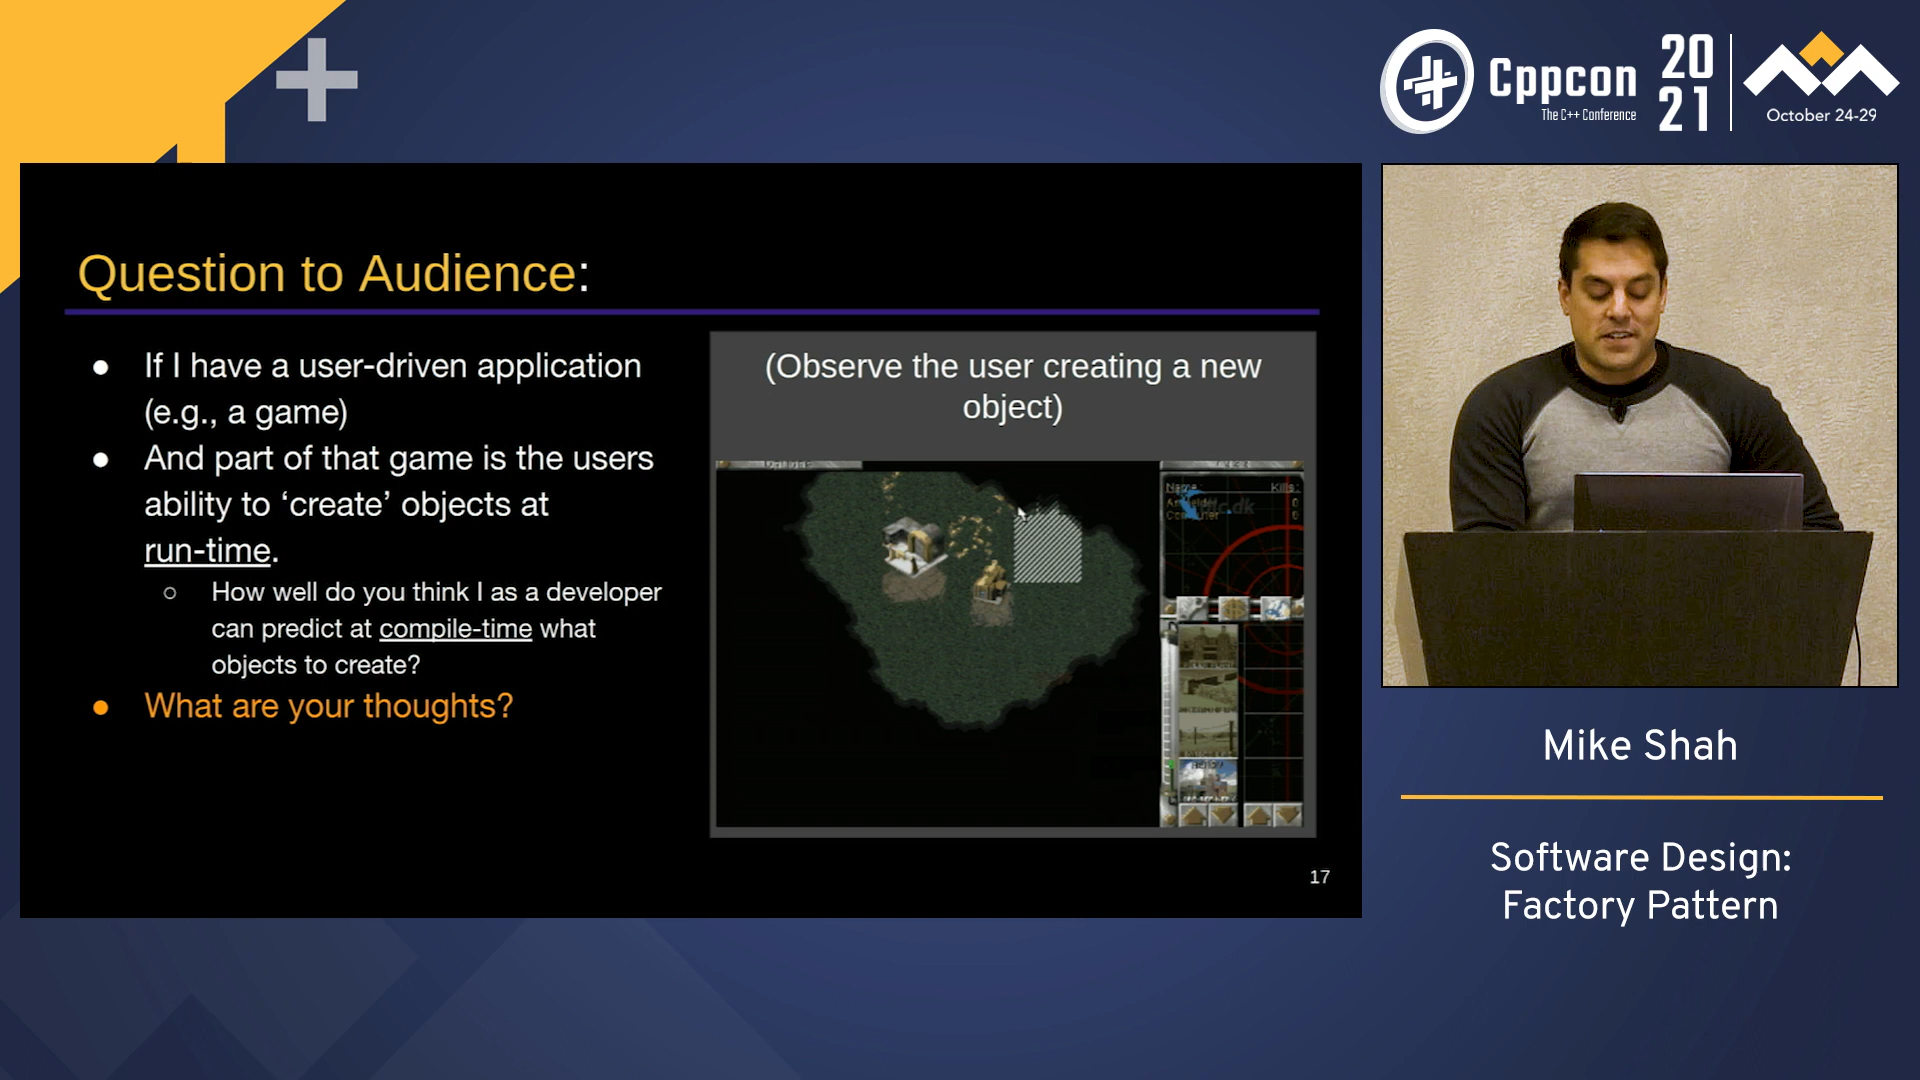 Cppcon
The C++ Conference
20
21
October 24-29
Question to Audience:
● If I have a user-driven application
(e.g., a game)
● And part of that game is the users
ability to ‘create’ objects at
run-time.
○ How well do you think I as a developer
can predict at compile-time what
objects to create?
● What are your thoughts?
(Observe the user creating a new
object)
Name:
Kills:
0
0
17
Mike Shah
Software Design:
Factory Pattern